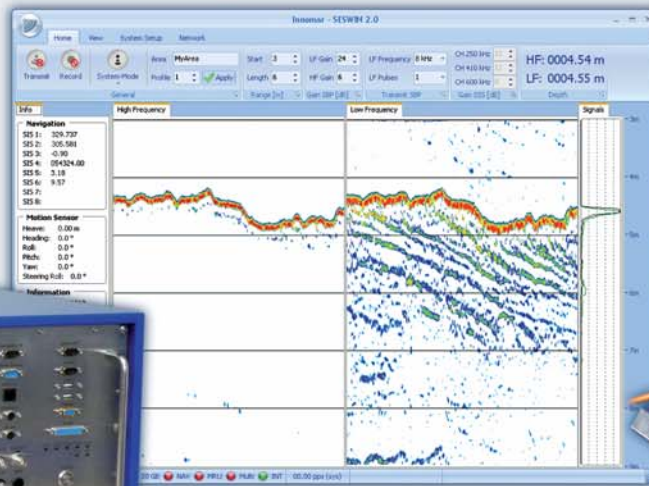 Innomar - SESWIN 2.0
Home View System Setup Network
Transmit Record System-Mode
Area MyArea
Profile 1 Apply
General
Start 3
Length 6
Range [m]
LF Gain 24
HF Gain 6
Gain SBP [dB]
LF Frequency 8 kHz
LF Pulses 1
Transmit SBP
CH 250 kHz
CH 410 kHz
CH 600 kHz
Gain SSS [dB]
HF: 0004.54 m
LF: 0004.55 m
Depth
Info High Frequency Low Frequency Signals
Navigation
SIS 1: 329.737
SIS 2: 305.581
SIS 3: -0.90
SIS 4: 054324.00
SIS 5: 3.18
SIS 6: 9.57
SIS 7:
SIS 8:
Motion Sensor
Heave: 0.00 m
Heading: 0.0 °
Roll: 0.0 °
Pitch: 0.0 °
Yaw: 0.0 °
Steering Roll: 0.0 °
Information
3m
4m
5m
6m
7m
GB NAV MRU INT 00.00 pps (sys)